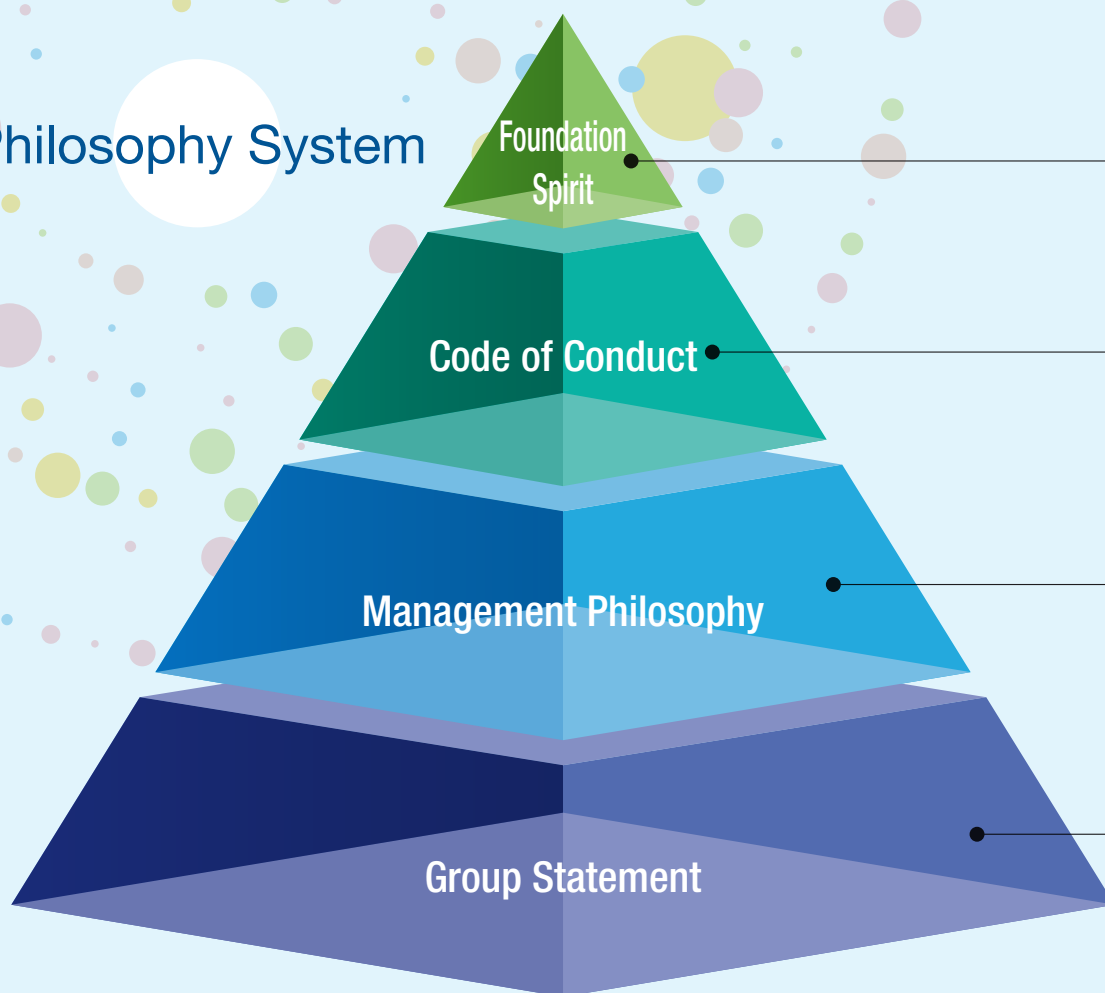 Philosophy System
Foundation
Spirit
Code of Conduct
Management Philosophy
Group Statement